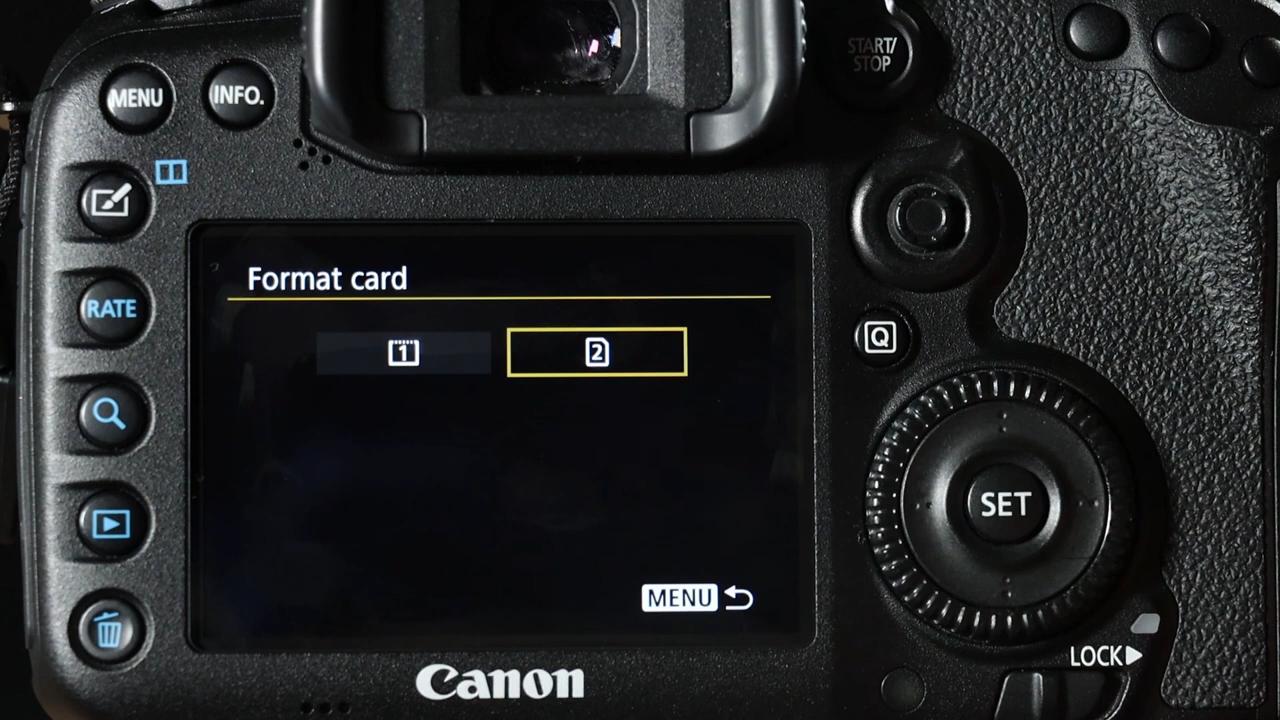 START/
STOP
MENU
INFO.
RATE
Format card
1
2
Q
SET
MENU
LOCK
Canon